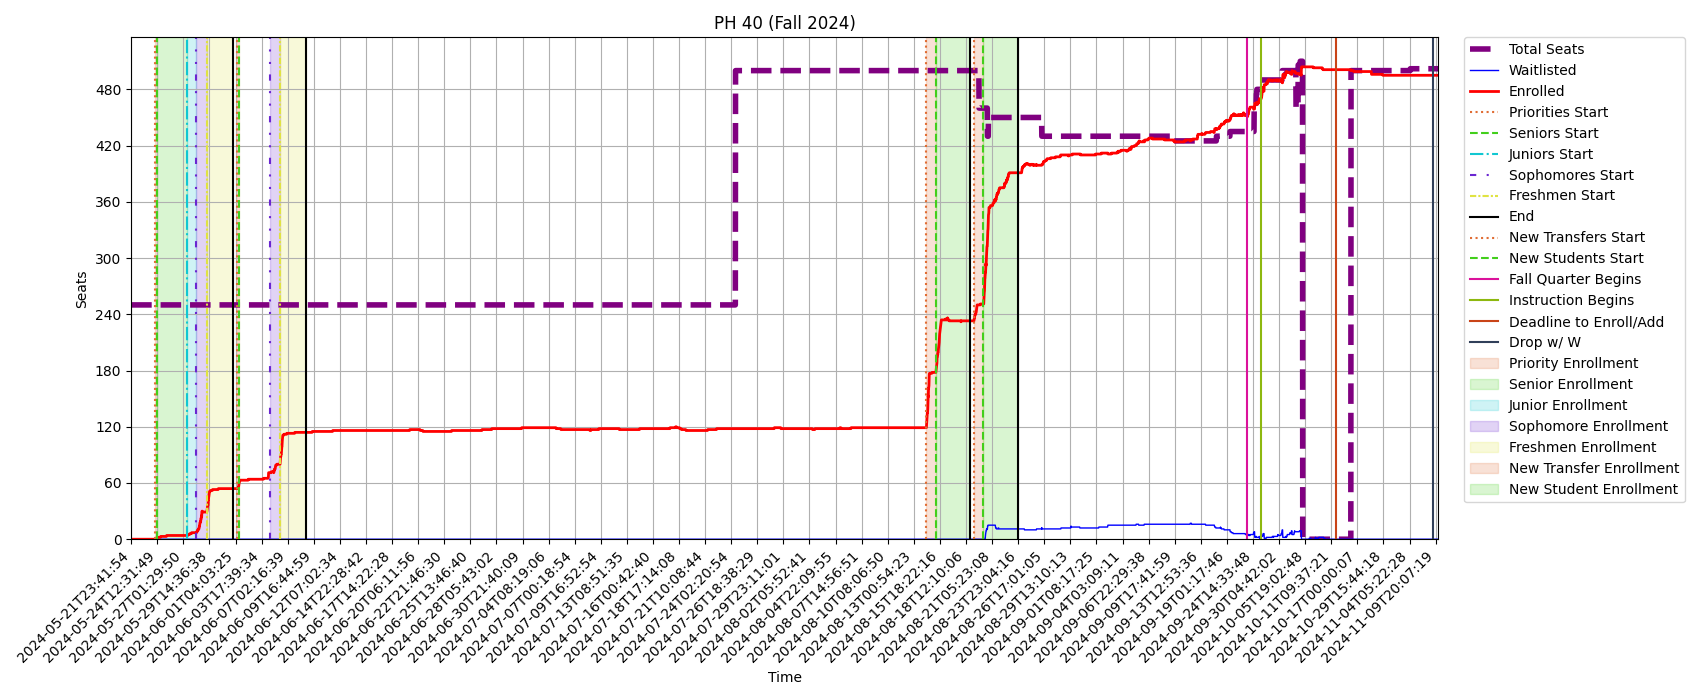 PH 40 (Fall 2024)
Seats
480
420
360
300
240
180
120
60
0
2024-05-21T23:41:54
2024-05-24T12:31:49
2024-05-27T01:29:50
2024-05-29T14:36:38
2024-06-01T04:03:25
2024-06-03T17:39:34
2024-06-07T02:16:39
2024-06-09T16:44:59
2024-06-12T07:02:34
2024-06-14T22:28:42
2024-06-17T14:22:28
2024-06-20T06:11:56
2024-06-22T21:46:30
2024-06-25T13:46:40
2024-06-28T05:43:02
2024-06-30T21:40:09
2024-07-04T08:19:06
2024-07-07T00:18:54
2024-07-09T16:52:54
2024-07-13T08:51:35
2024-07-16T00:42:40
2024-07-18T17:14:08
2024-07-21T10:08:44
2024-07-24T02:20:54
2024-07-26T18:38:29
2024-07-29T23:11:01
2024-08-02T05:52:41
2024-08-04T22:09:55
2024-08-07T14:56:51
2024-08-10T08:06:50
2024-08-13T00:54:23
2024-08-15T18:22:16
2024-08-18T12:10:06
2024-08-21T05:23:08
2024-08-23T23:04:16
2024-08-26T17:01:05
2024-08-29T13:10:13
2024-09-01T08:17:25
2024-09-04T03:09:11
2024-09-06T22:29:38
2024-09-09T17:41:59
2024-09-13T12:53:36
2024-09-19T01:17:46
2024-09-24T14:33:48
2024-09-30T04:42:02
2024-10-05T19:02:48
2024-10-11T09:37:21
2024-10-17T00:00:07
2024-10-29T15:44:18
2024-11-04T05:22:28
2024-11-09T20:07:19
Time
Total Seats
Waitlisted
Enrolled
Priorities Start
Seniors Start
Juniors Start
Sophomores Start
Freshmen Start
End
New Transfers Start
New Students Start
Fall Quarter Begins
Instruction Begins
Deadline to Enroll/Add
Drop w/ W
Priority Enrollment
Senior Enrollment
Junior Enrollment
Sophomore Enrollment
Freshmen Enrollment
New Transfer Enrollment
New Student Enrollment